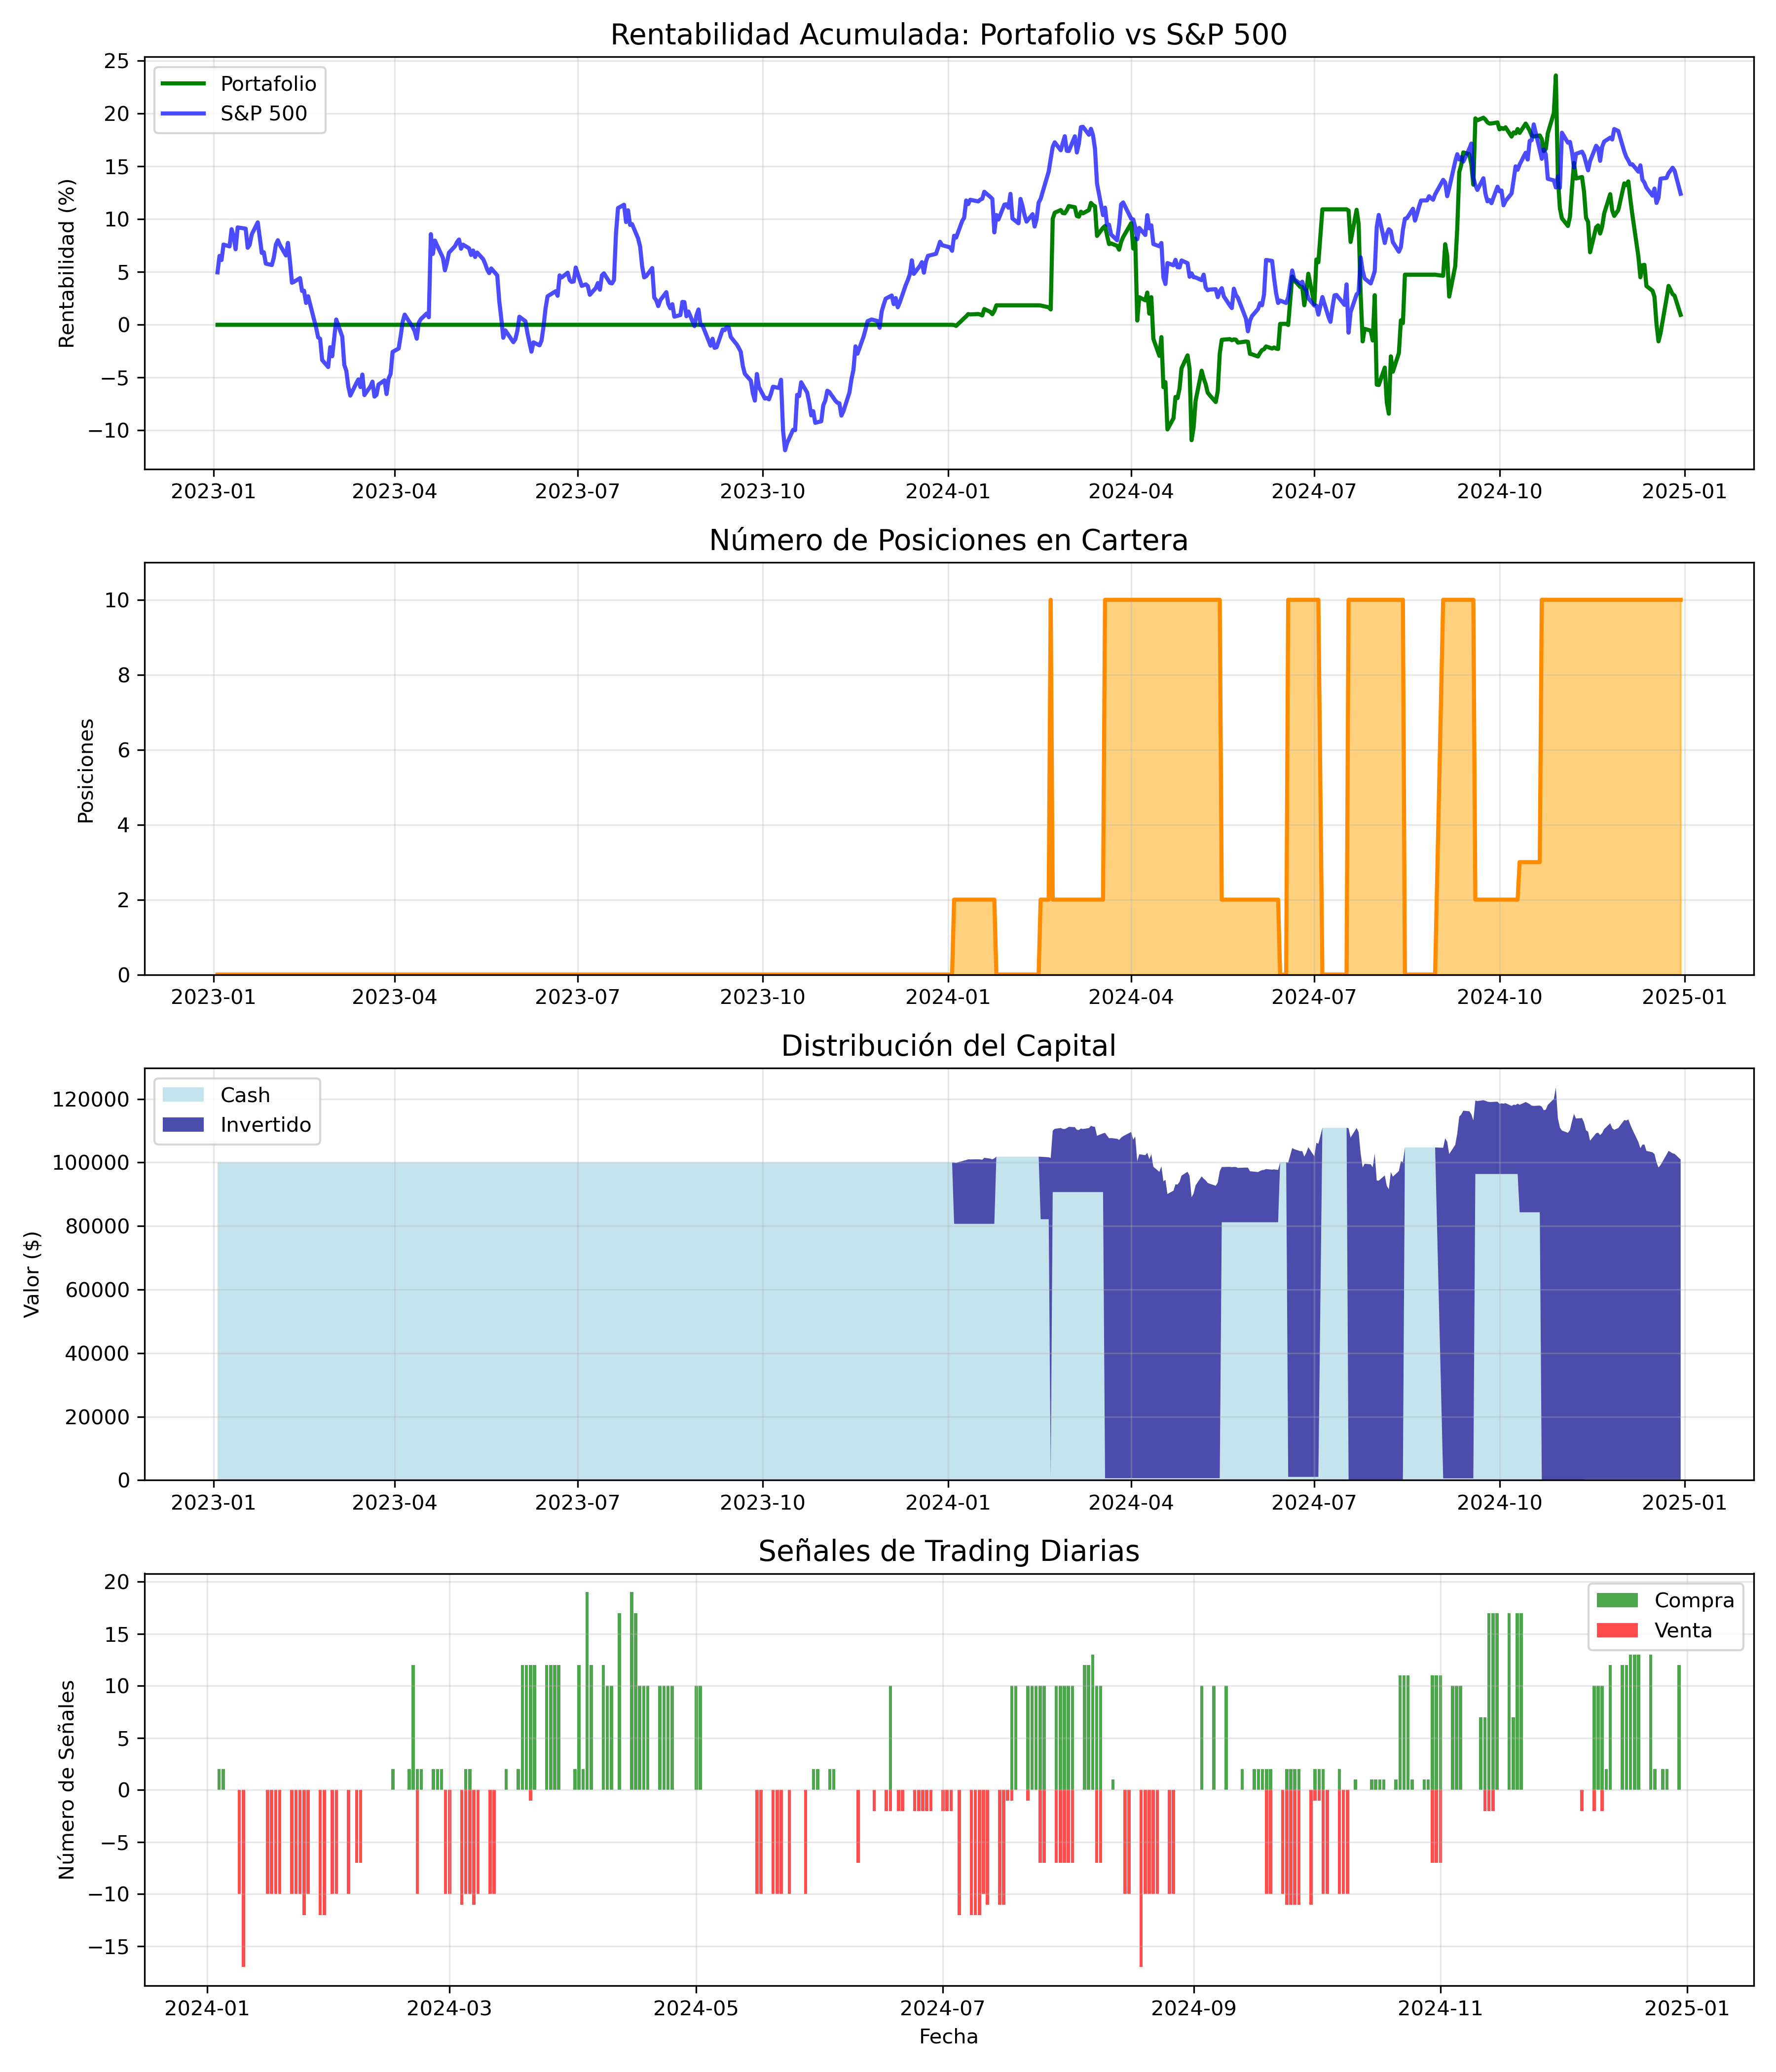 Rentabilidad Acumulada: Portafolio vs S&P 500
Rentabilidad (%)
25
20
15
10
5
0
−5
−10
Portafolio
S&P 500
2023-01 2023-04 2023-07 2023-10 2024-01 2024-04 2024-07 2024-10 2025-01
Número de Posiciones en Cartera
Posiciones
10
8
6
4
2
0
2023-01 2023-04 2023-07 2023-10 2024-01 2024-04 2024-07 2024-10 2025-01
Distribución del Capital
Valor ($)
120000
100000
80000
60000
40000
20000
0
Cash
Invertido
2023-01 2023-04 2023-07 2023-10 2024-01 2024-04 2024-07 2024-10 2025-01
Señales de Trading Diarias
Número de Señales
20
15
10
5
0
−5
−10
−15
Compra
Venta
2024-01 2024-03 2024-05 2024-07 2024-09 2024-11 2025-01
Fecha